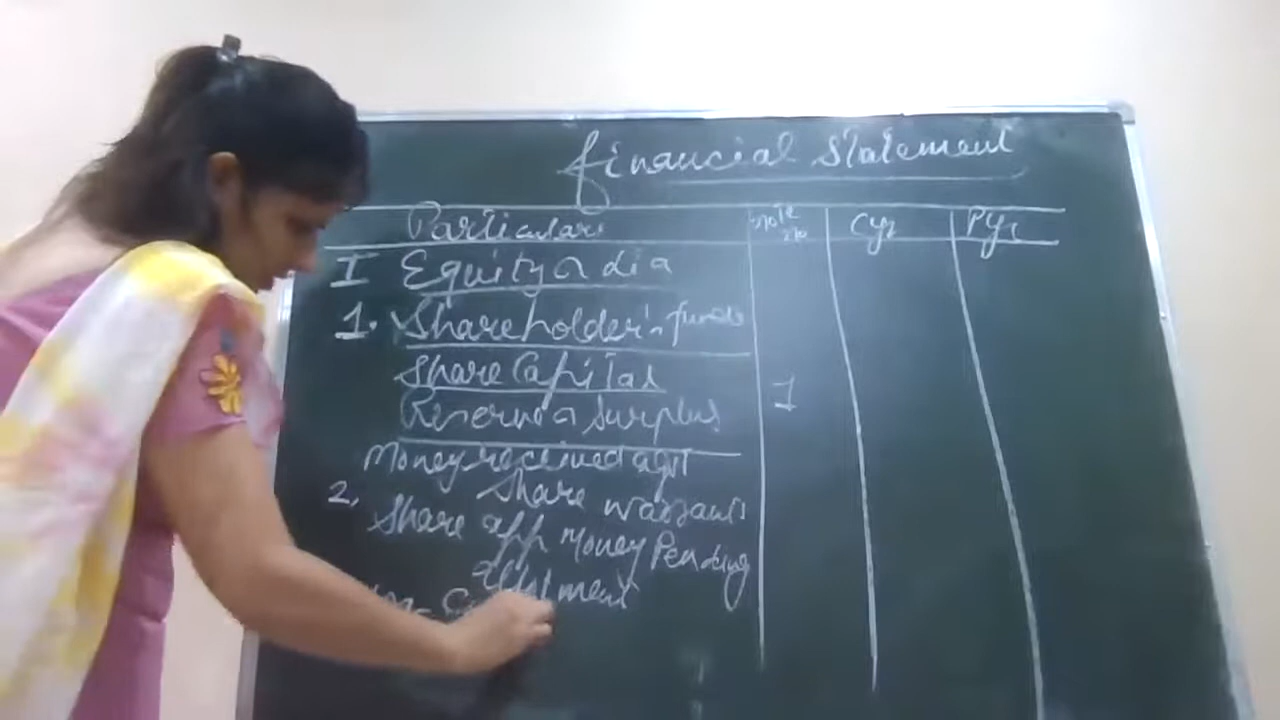 financial statement
Particulars note no Cyr Pyr
I Equity & Lia
1. Shareholder's funds
Share Capital 1
Reserve & Surplus
Money received agst
Share warrants
2. Share app Money Pending
allotment